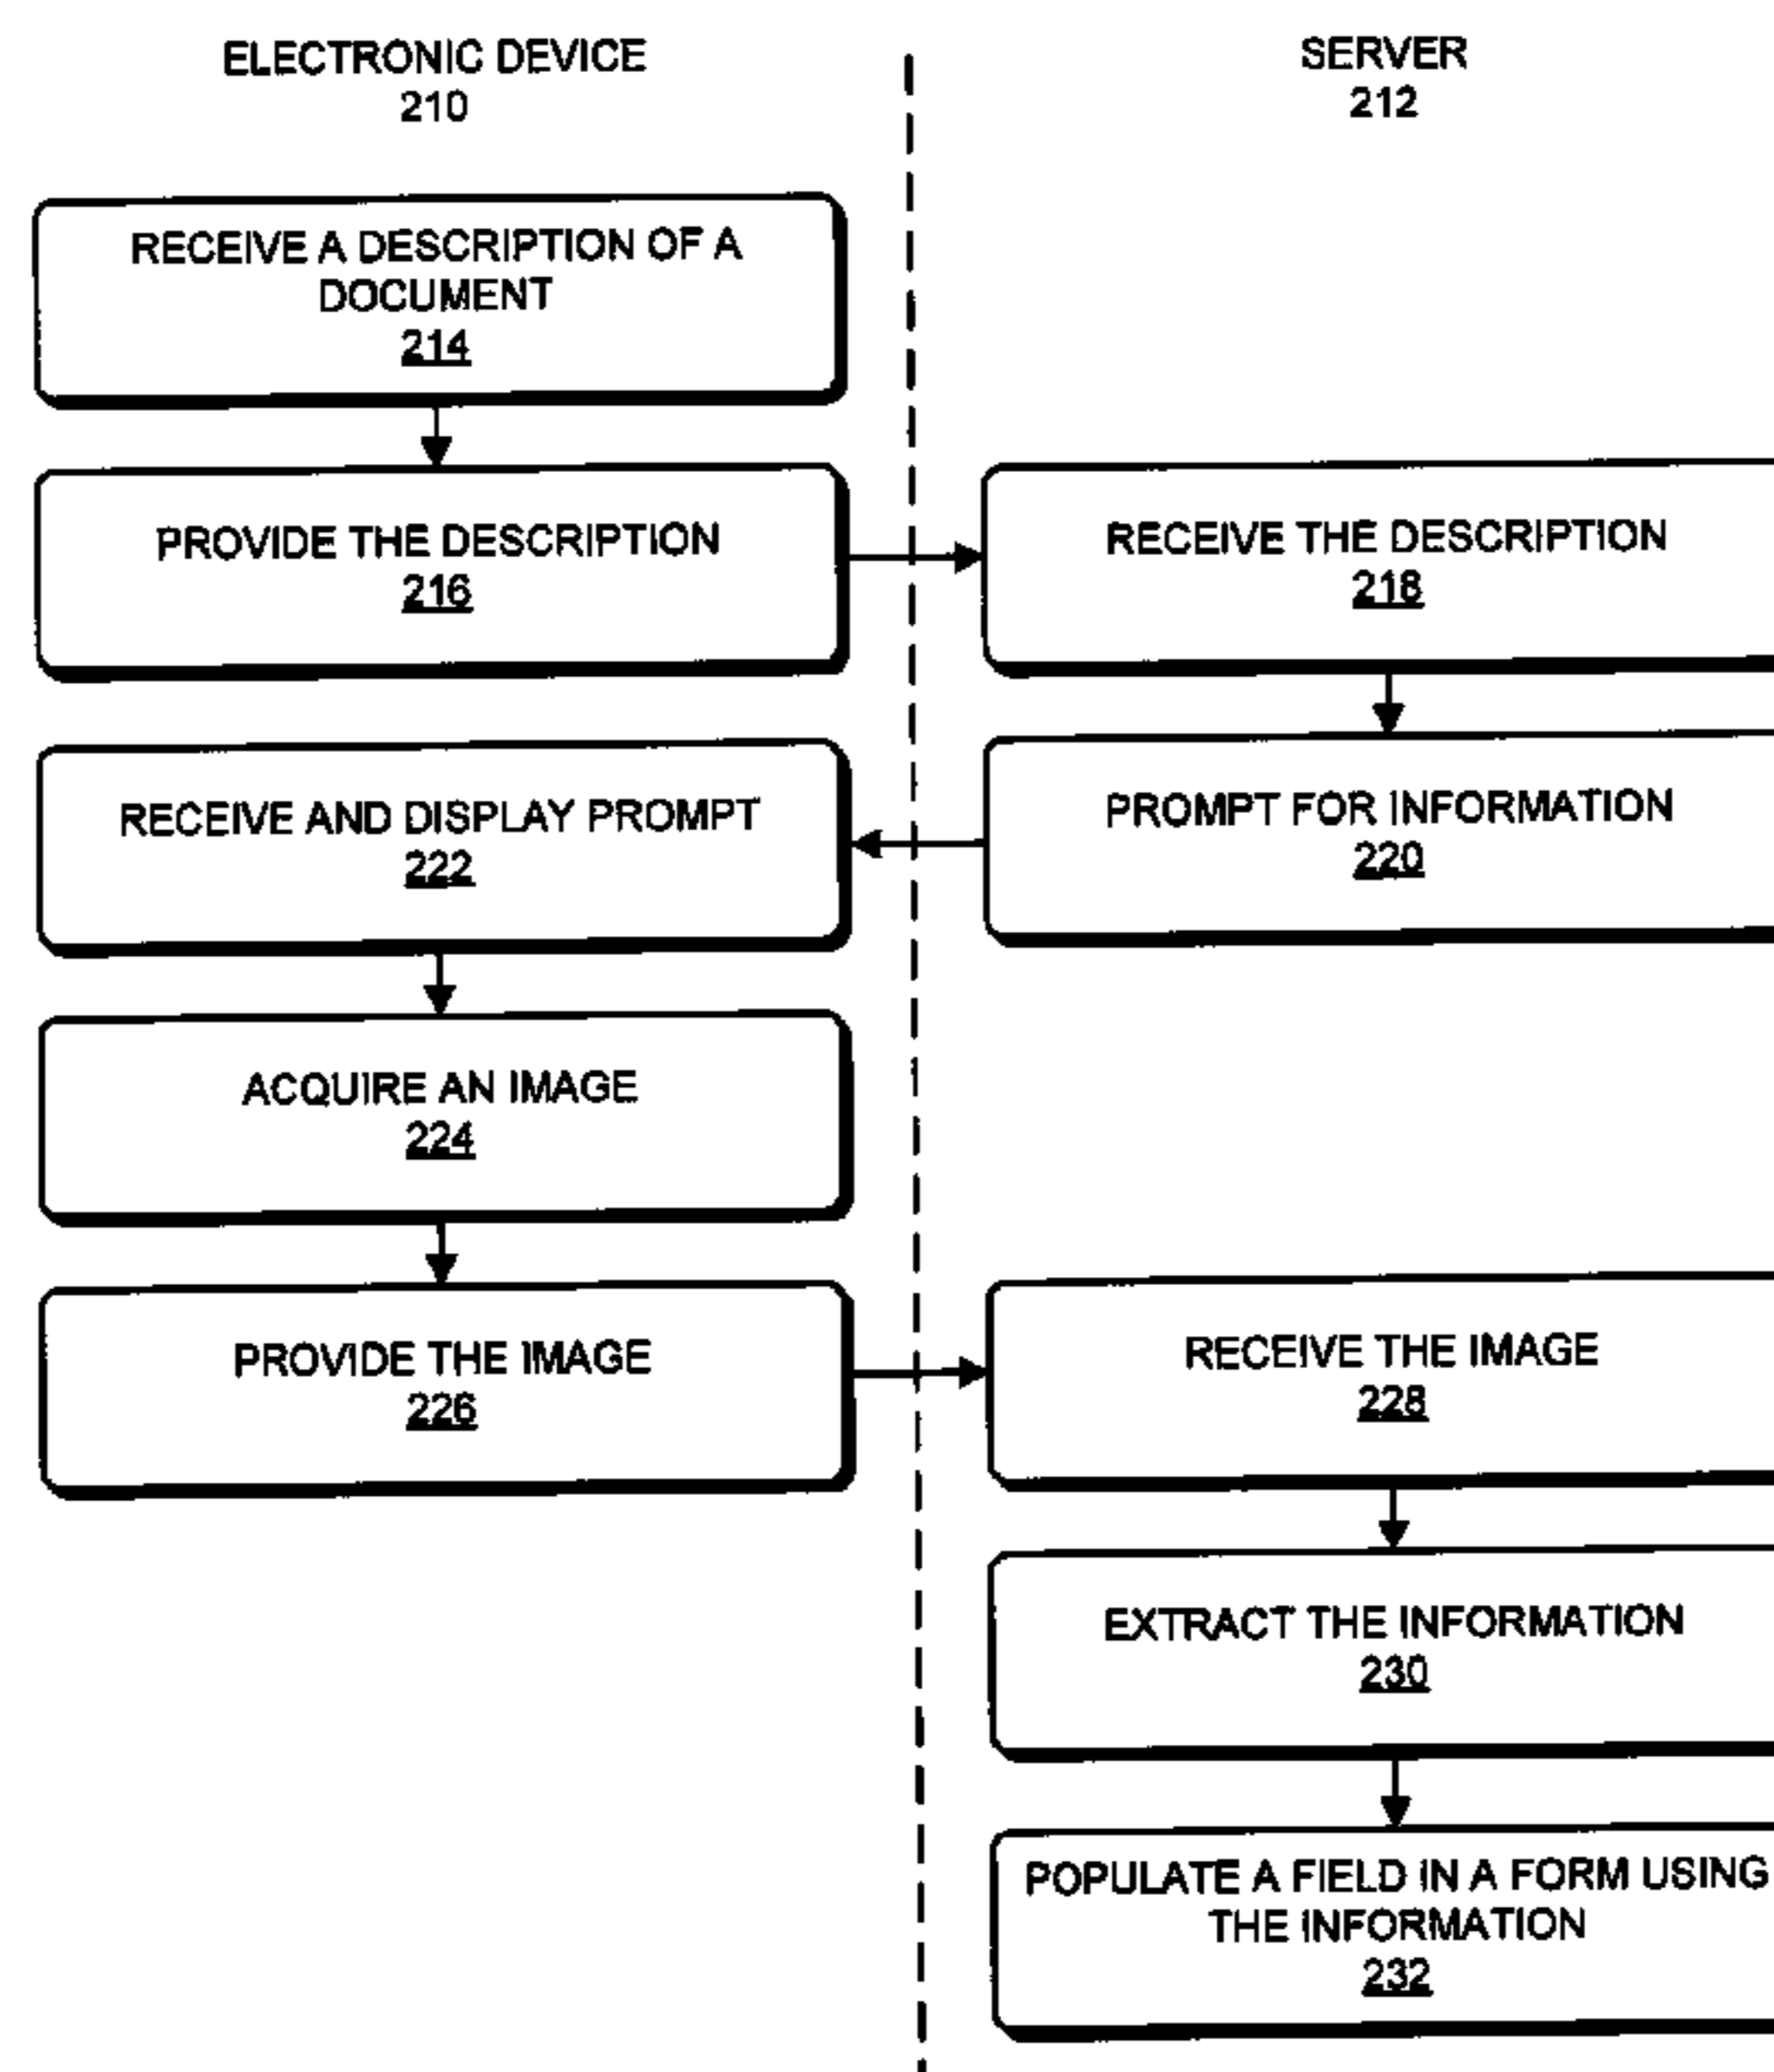 ELECTRONIC DEVICE
210
SERVER
212
RECEIVE A DESCRIPTION OF A
DOCUMENT
214
PROVIDE THE DESCRIPTION
216
RECEIVE THE DESCRIPTION
218
RECEIVE AND DISPLAY PROMPT
222
PROMPT FOR INFORMATION
220
ACQUIRE AN IMAGE
224
PROVIDE THE IMAGE
226
RECEIVE THE IMAGE
228
EXTRACT THE INFORMATION
230
POPULATE A FIELD IN A FORM USING
THE INFORMATION
232